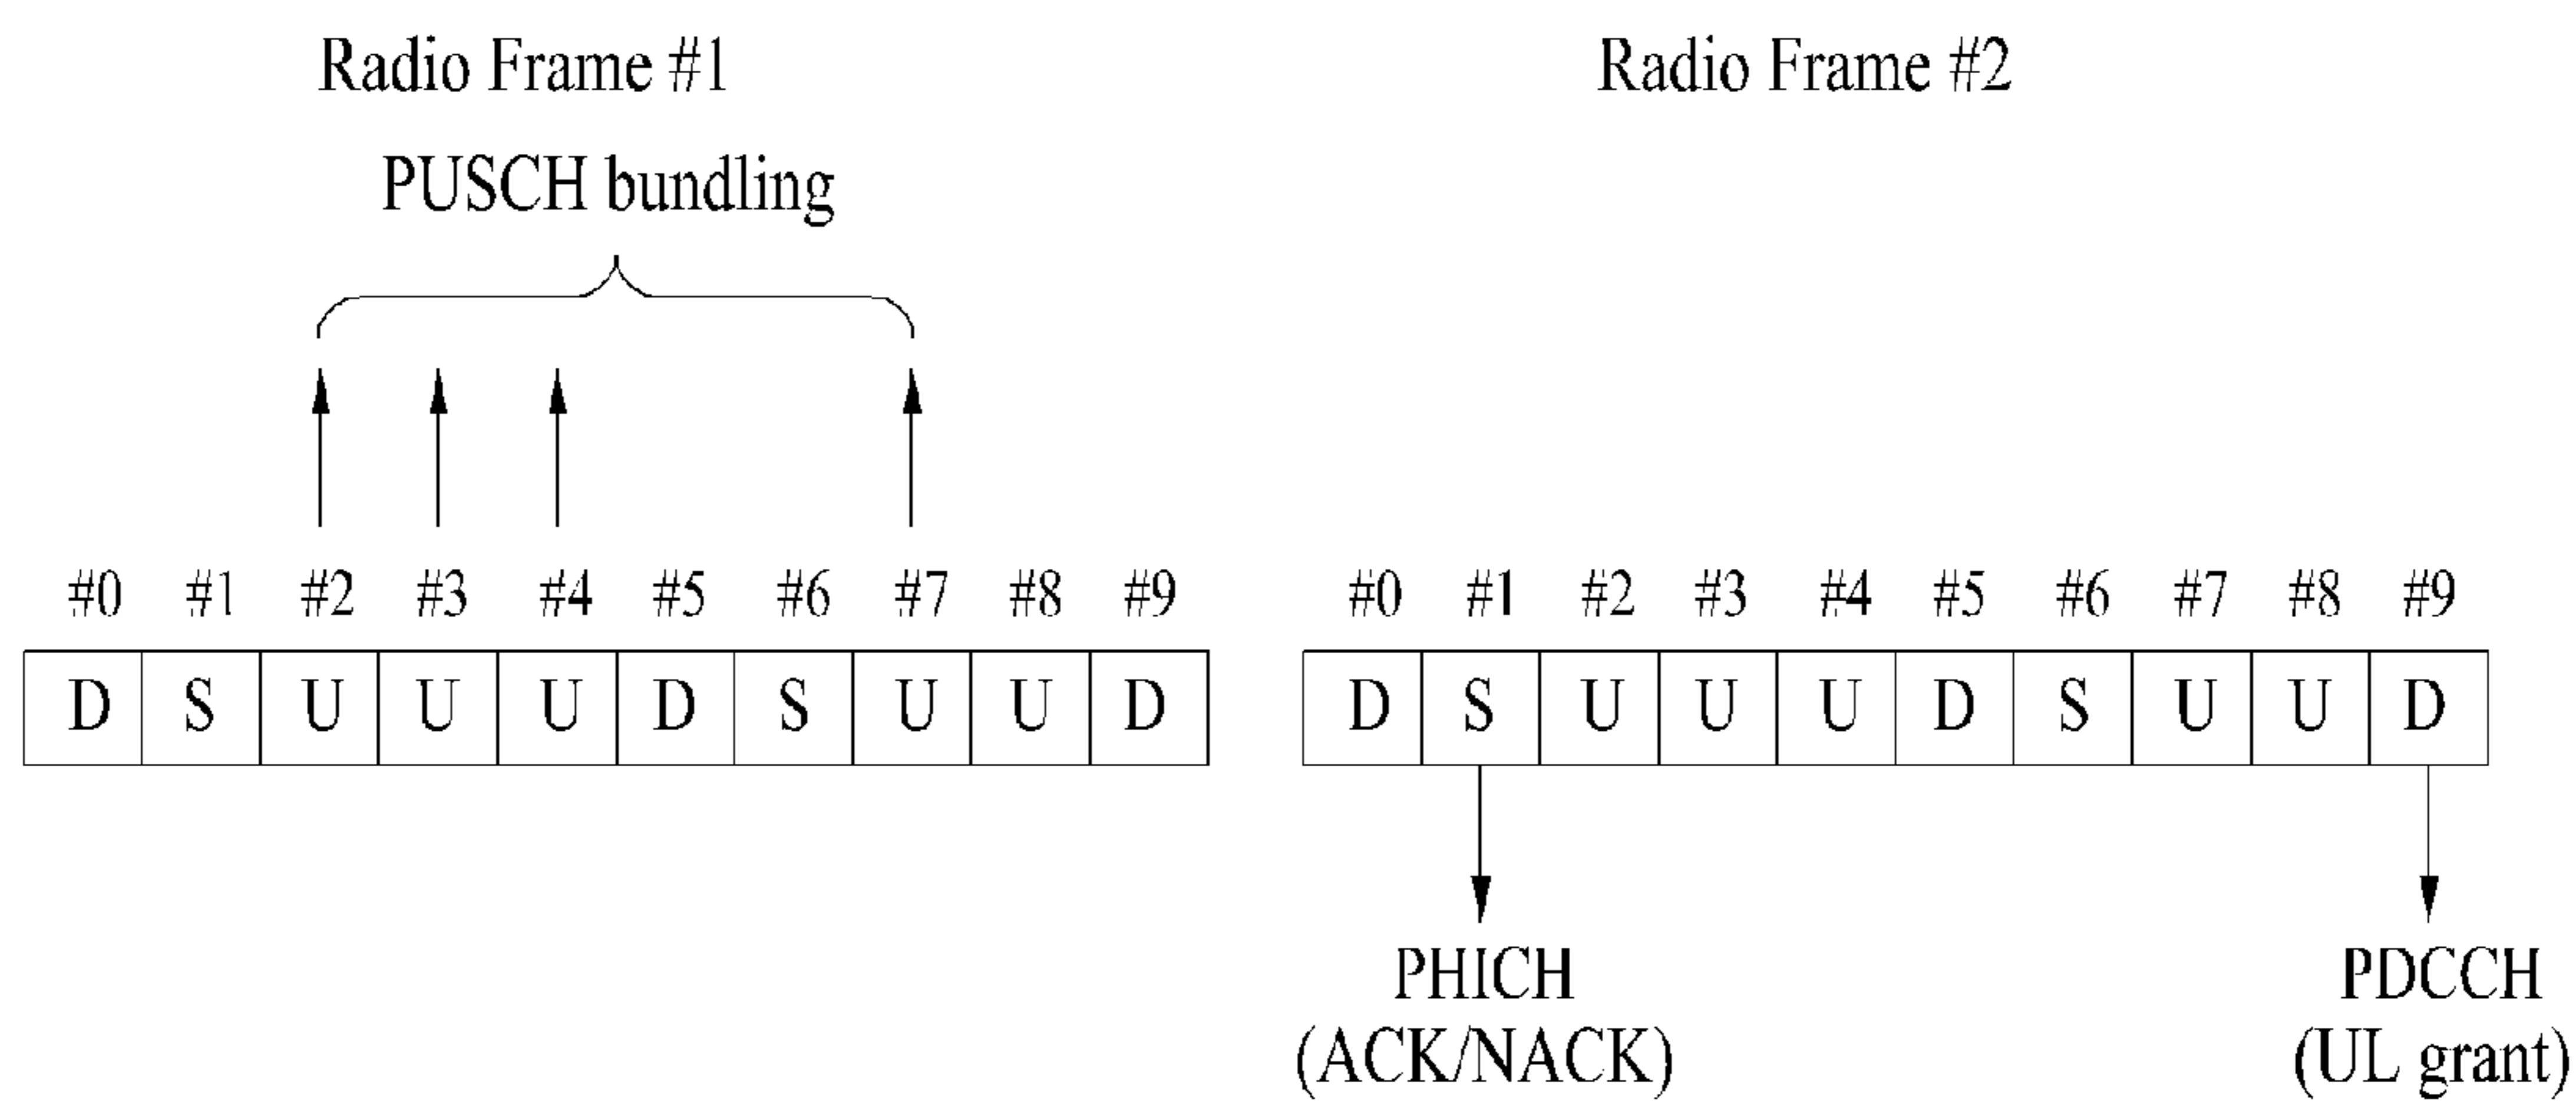 Radio Frame #1 Radio Frame #2
PUSCH bundling
#0 #1 #2 #3 #4 #5 #6 #7 #8 #9 #0 #1 #2 #3 #4 #5 #6 #7 #8 #9
D S U U U D S U U D D S U U U D S U U D
PHICH PDCCH
(ACK/NACK) (UL grant)